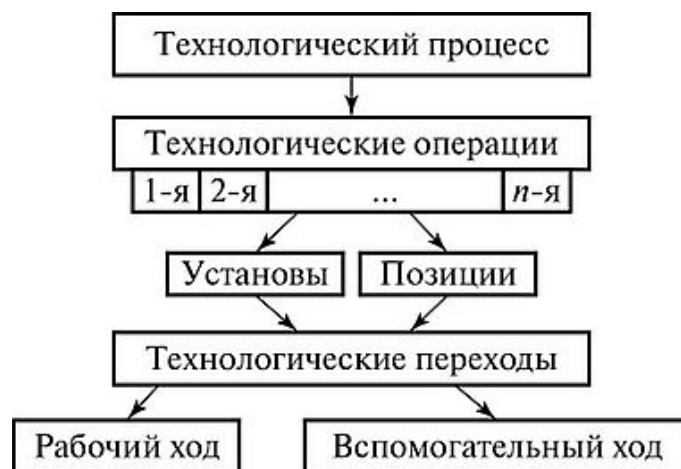 Технологический процесс
Технологические операции
1-я 2-я ... n-я
Установы Позиции
Технологические переходы
Рабочий ход Вспомогательный ход